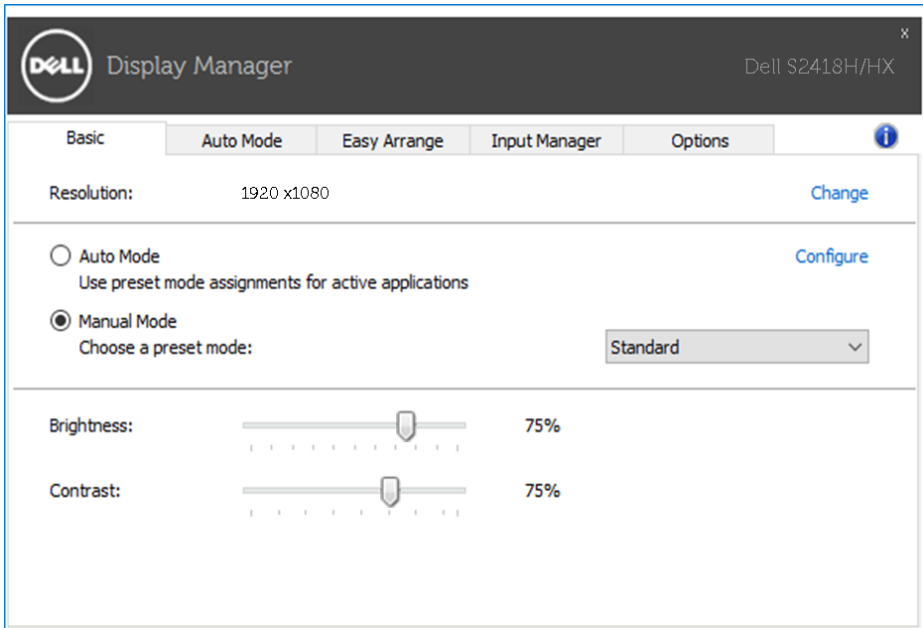 X
DELL Display Manager
Dell S2418H/HX
Basic Auto Mode Easy Arrange Input Manager Options i
Resolution: 1920 x1080 Change
Auto Mode Configure
Use preset mode assignments for active applications
Manual Mode
Choose a preset mode: Standard
Brightness: 75%
Contrast: 75%